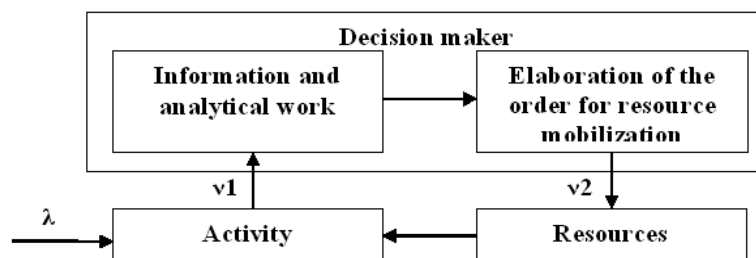 Decision maker
Information and
analytical work
Elaboration of the
order for resource
mobilization
ν1
ν2
λ
Activity
Resources